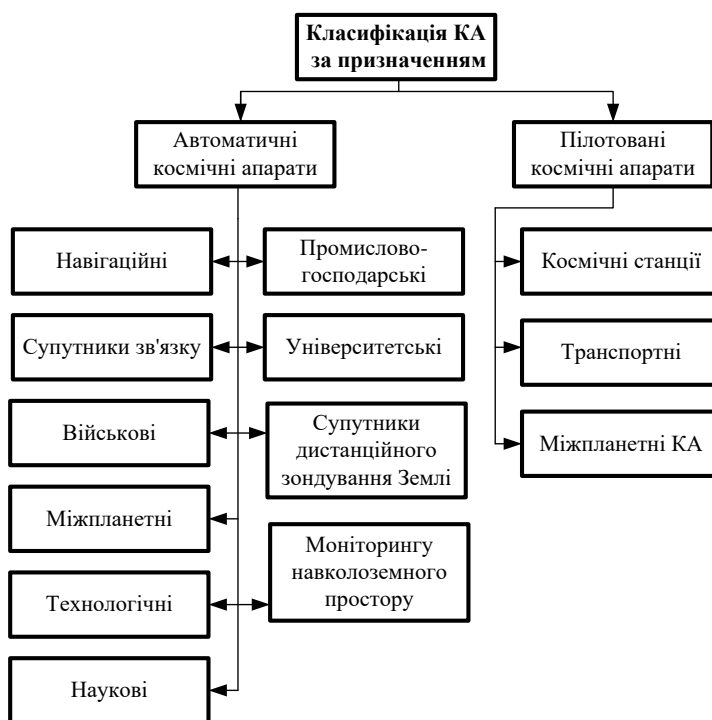 Класифікація КА
за призначенням
Автоматичні
космічні апарати
Пілотовані
космічні апарати
Навігаційні
Промислово-
господарські
Космічні станції
Супутники зв'язку
Університетські
Транспортні
Військові
Супутники
дистанційного
зондування Землі
Міжпланетні КА
Міжпланетні
Моніторингу
навколоземного
простору
Технологічні
Наукові